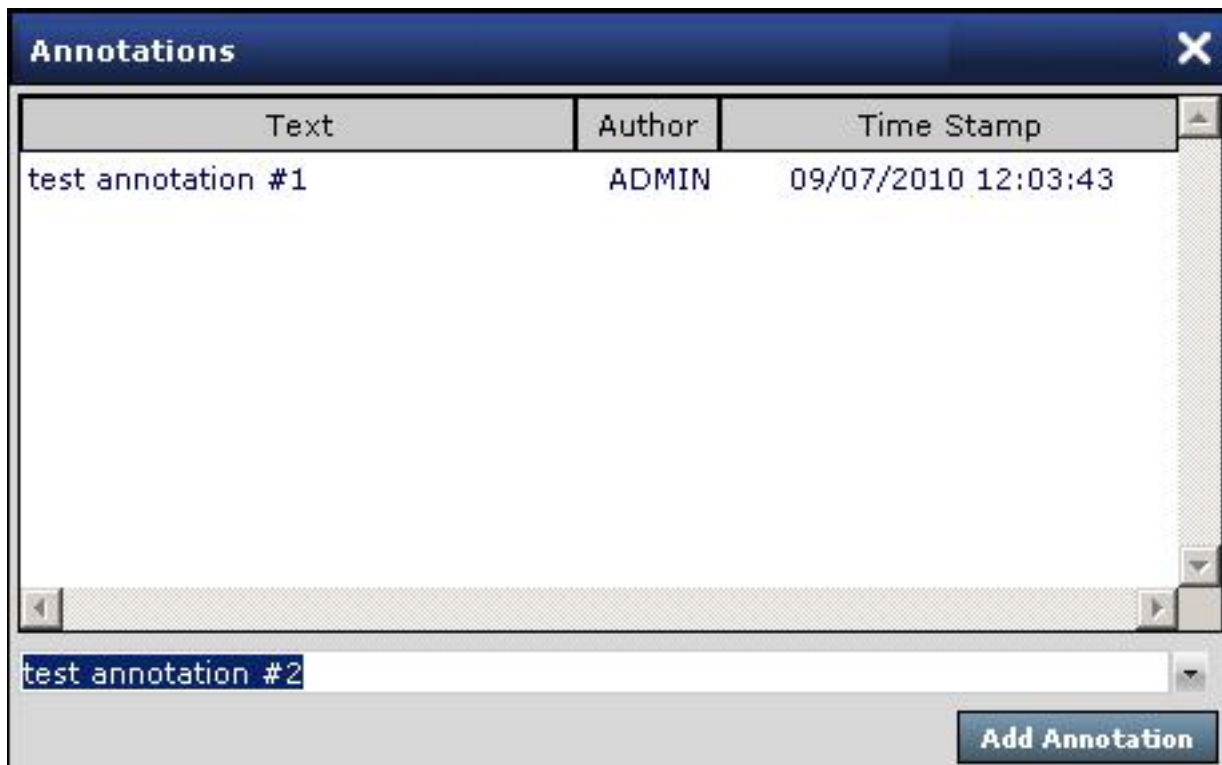 Annotations
Text Author Time Stamp
test annotation #1 ADMIN 09/07/2010 12:03:43
test annotation #2
Add Annotation